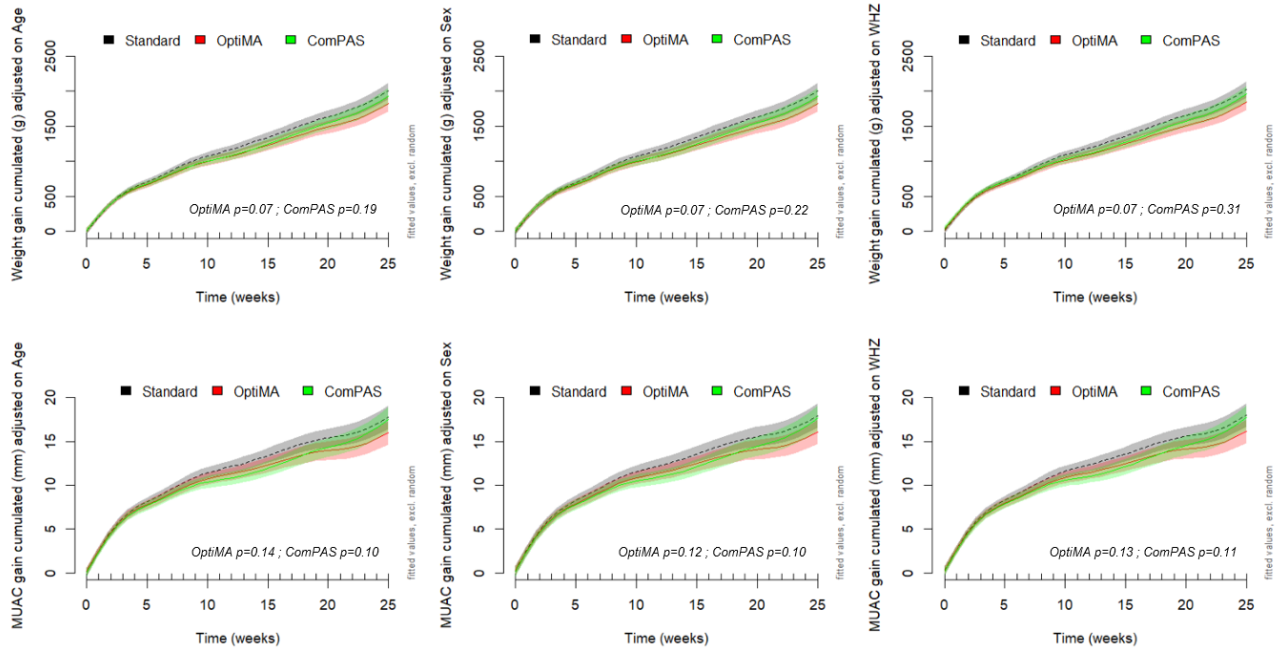 Weight gain cumulated (g) adjusted on Age
Standard OptiMA ComPAS
2500
1500
500
0
OptiMA p=0.07 ; ComPAS p=0.19
fitted values, excl. random
0 5 10 15 20 25
Time (weeks)
Weight gain cumulated (g) adjusted on Sex
Standard OptiMA ComPAS
2500
1500
500
0
OptiMA p=0.07 ; ComPAS p=0.22
fitted values, excl. random
0 5 10 15 20 25
Time (weeks)
Weight gain cumulated (g) adjusted on WHZ
Standard OptiMA ComPAS
2500
1500
500
0
OptiMA p=0.07 ; ComPAS p=0.31
fitted values, excl. random
0 5 10 15 20 25
Time (weeks)
MUAC gain cumulated (mm) adjusted on Age
Standard OptiMA ComPAS
20
15
10
5
0
OptiMA p=0.14 ; ComPAS p=0.10
fitted values, excl. random
0 5 10 15 20 25
Time (weeks)
MUAC gain cumulated (mm) adjusted on Sex
Standard OptiMA ComPAS
20
15
10
5
0
OptiMA p=0.12 ; ComPAS p=0.10
fitted values, excl. random
0 5 10 15 20 25
Time (weeks)
MUAC gain cumulated (mm) adjusted on WHZ
Standard OptiMA ComPAS
20
15
10
5
0
OptiMA p=0.13 ; ComPAS p=0.11
fitted values, excl. random
0 5 10 15 20 25
Time (weeks)